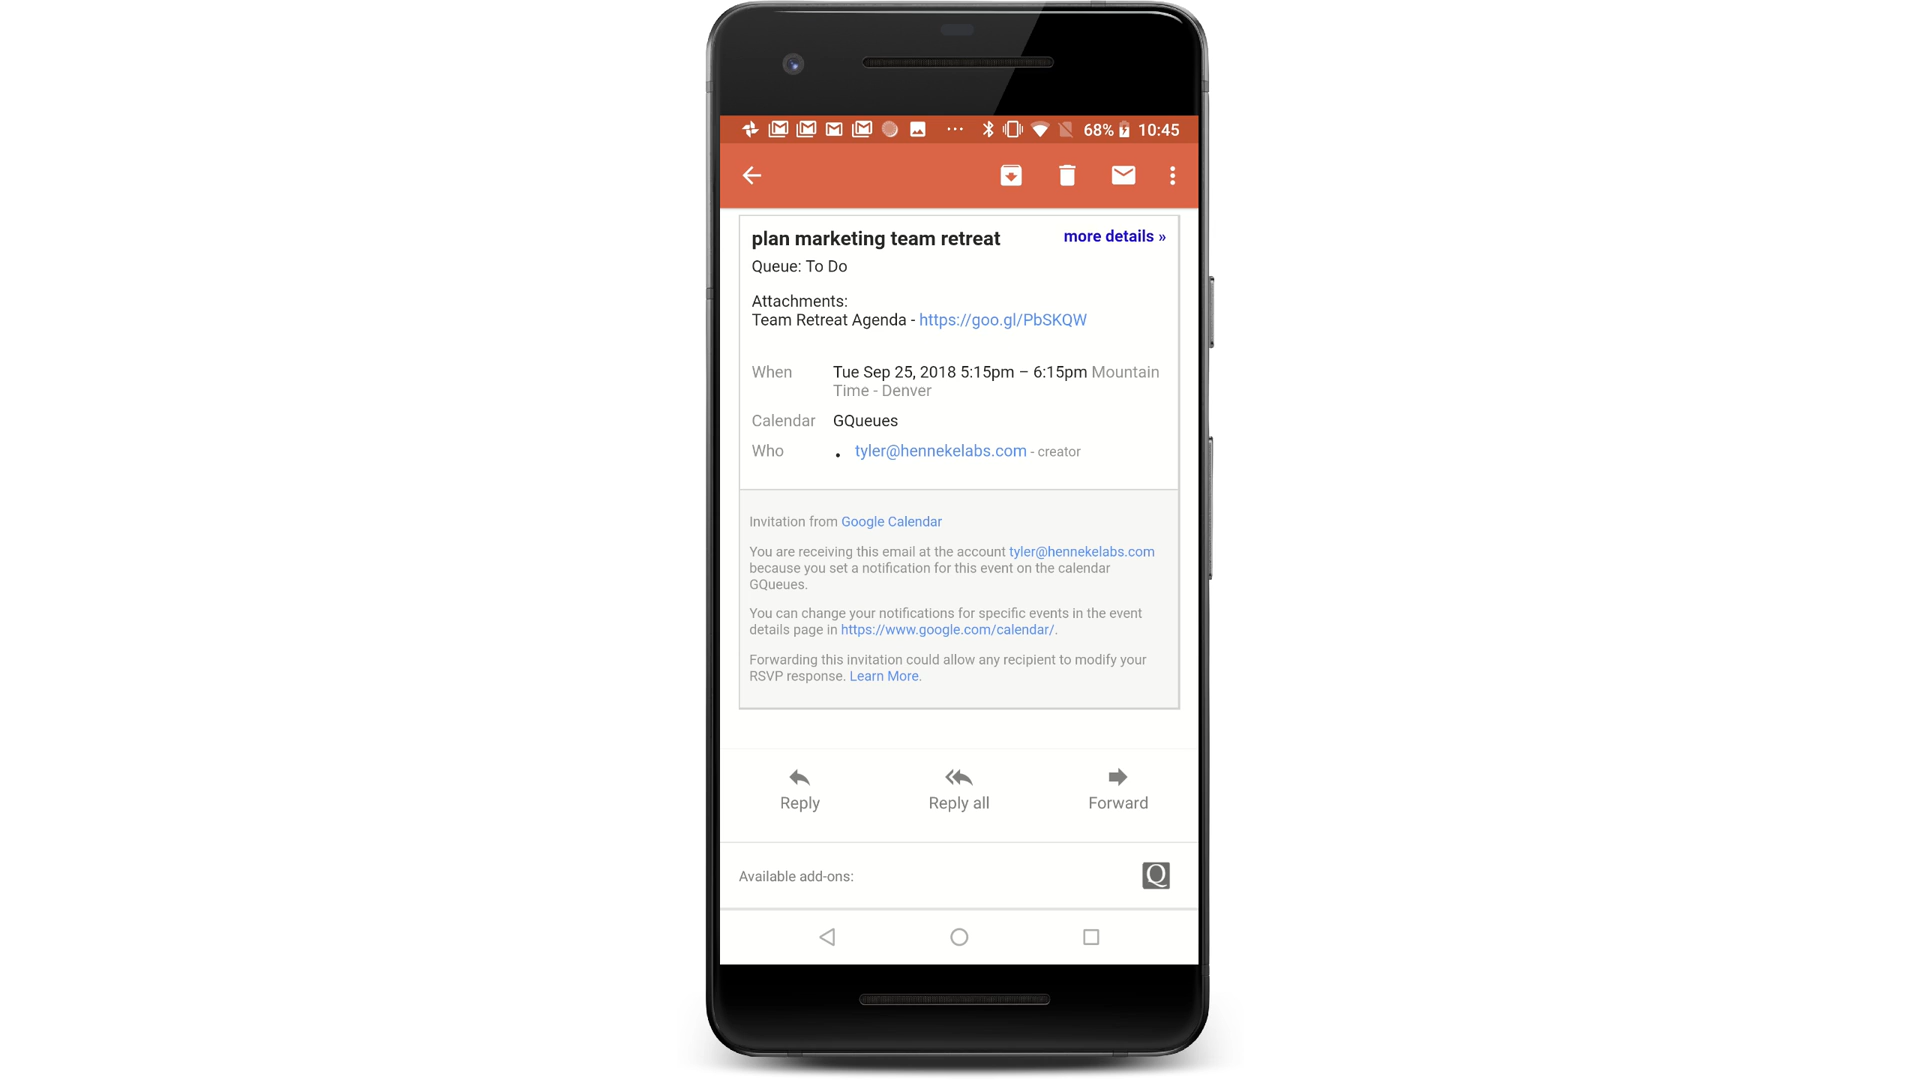 68% 10:45
plan marketing team retreat more details »
Queue: To Do
Attachments:
Team Retreat Agenda - https://goo.gl/PbSKQW
When Tue Sep 25, 2018 5:15pm – 6:15pm Mountain
Time - Denver
Calendar GQueues
Who • tyler@hennekelabs.com - creator
Invitation from Google Calendar
You are receiving this email at the account tyler@hennekelabs.com
because you set a notification for this event on the calendar
GQueues.
You can change your notifications for specific events in the event
details page in https://www.google.com/calendar/.
Forwarding this invitation could allow any recipient to modify your
RSVP response. Learn More.
Reply Reply all Forward
Available add-ons: Q